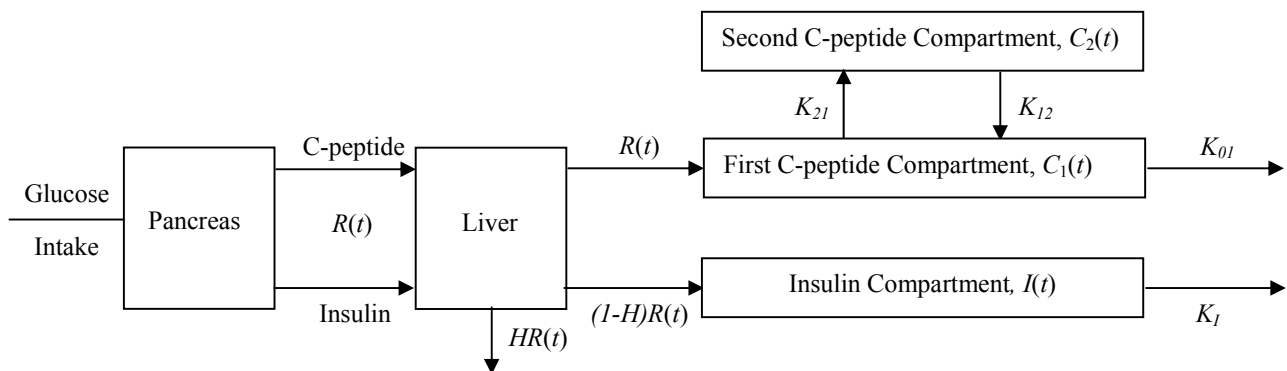 Second C-peptide Compartment, C2(t)
K21
K12
C-peptide
R(t)
First C-peptide Compartment, C1(t)
K01
Glucose
Intake
Pancreas
R(t)
Liver
Insulin
(1-H)R(t)
Insulin Compartment, I(t)
KI
HR(t)